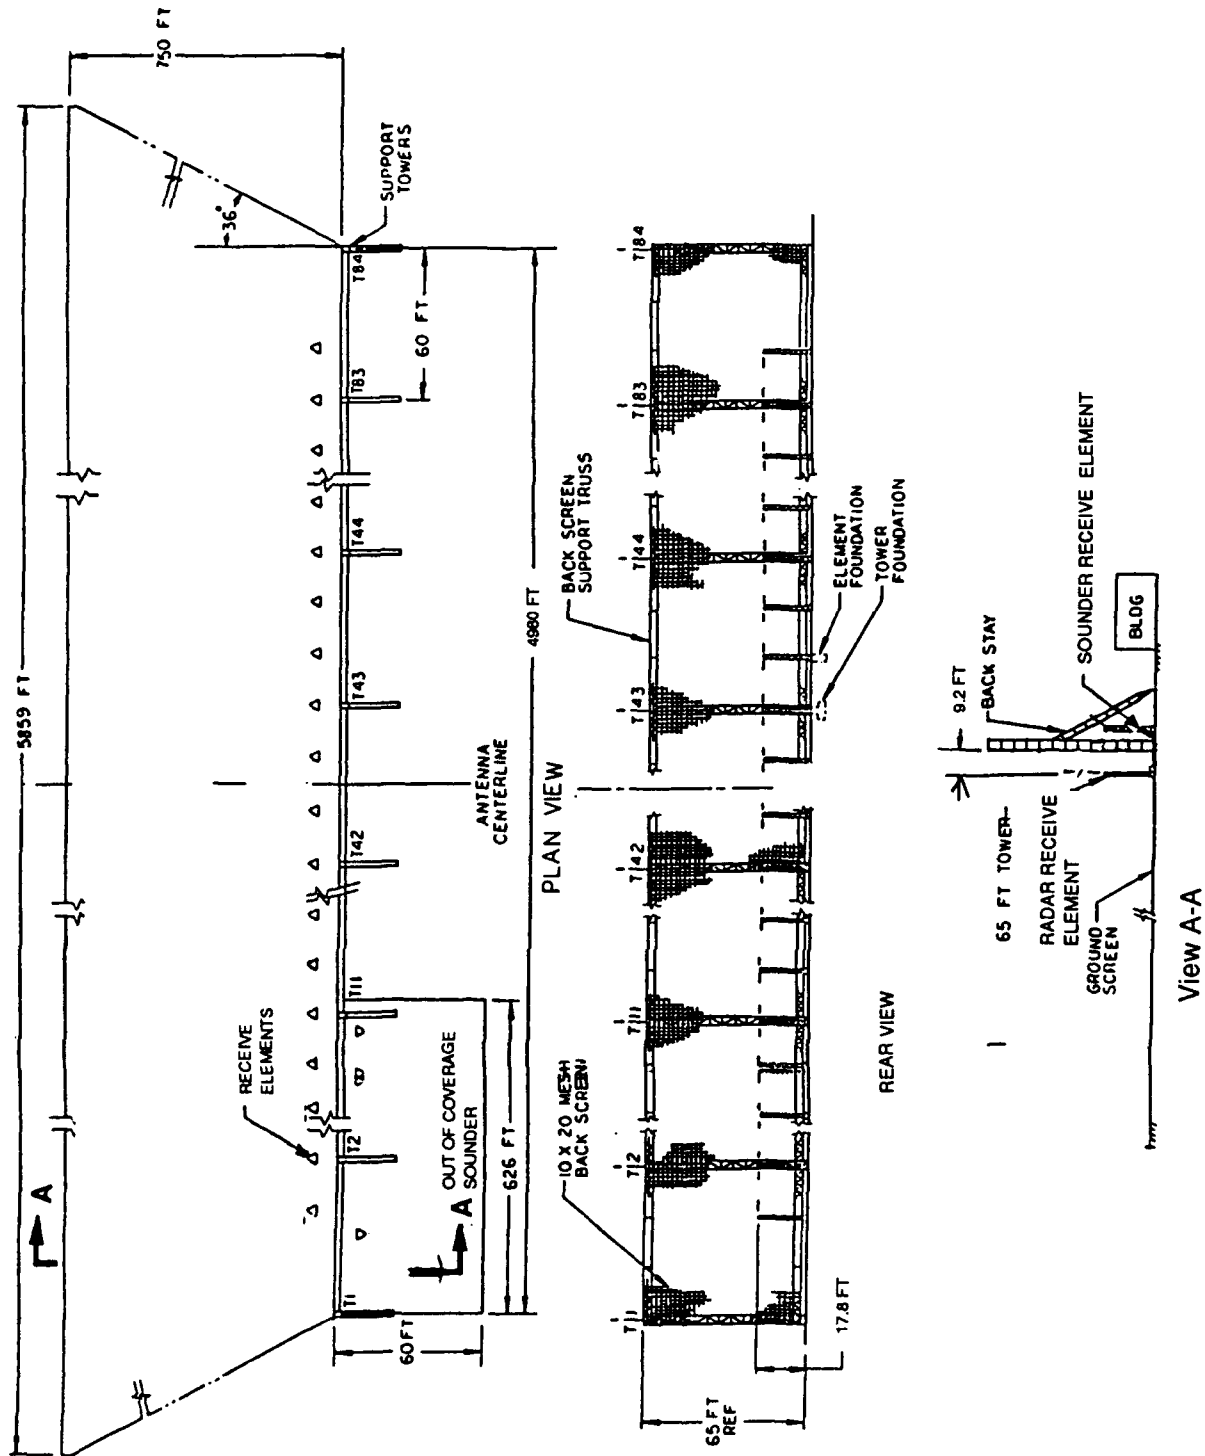 5859 FT
750 FT
A
36°
SUPPORT
TOWERS
RECEIVE
ELEMENTS
T1
T2
T11
T42
T43
T44
T83
T84
60 FT
60 FT
A
OUT OF COVERAGE
SOUNDER
626 FT
ANTENNA
CENTERLINE
4980 FT
PLAN VIEW
10 X 20 MESH
BACK SCREEN
BACK SCREEN
SUPPORT TRUSS
T1
T2
T11
T42
T43
T44
T83
T84
65 FT
REF
17.8 FT
ELEMENT
FOUNDATION
TOWER
FOUNDATION
REAR VIEW
9.2 FT
BACK STAY
SOUNDER RECEIVE ELEMENT
BLDG
65 FT TOWER
RADAR RECEIVE
ELEMENT
GROUND
SCREEN
View A-A